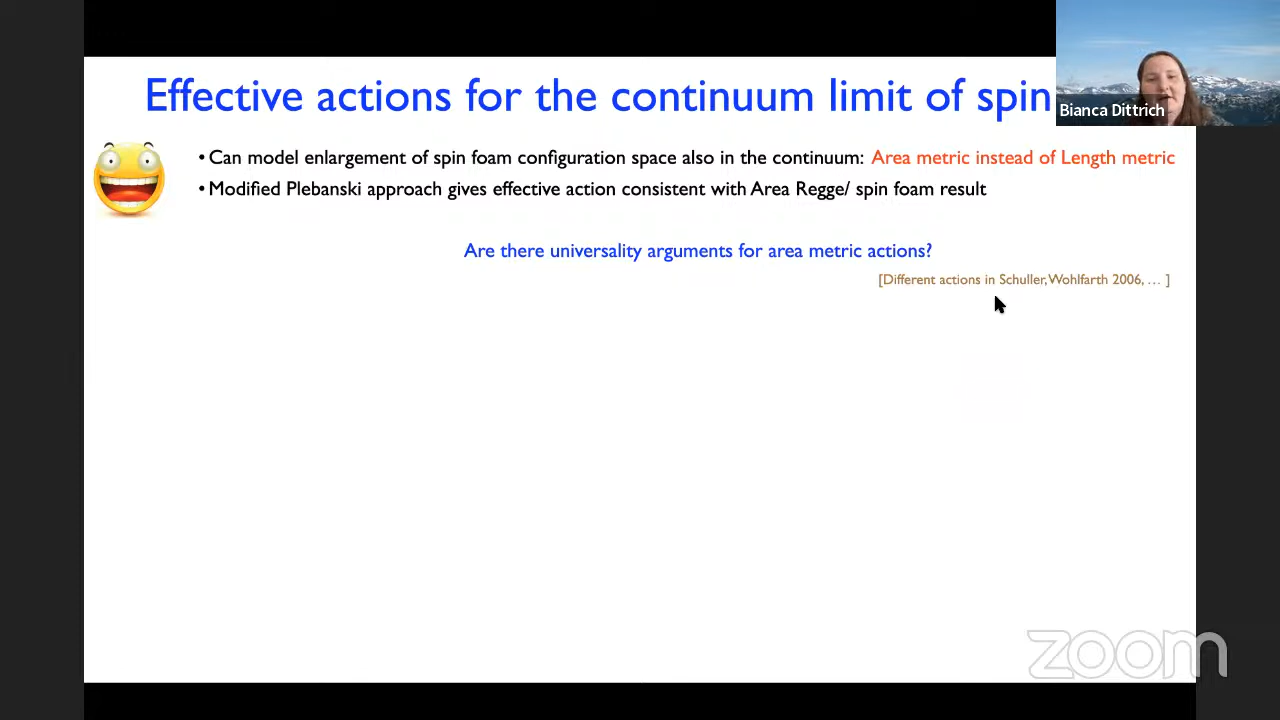 Effective actions for the continuum limit of spin
Bianca Dittrich
• Can model enlargement of spin foam configuration space also in the continuum: Area metric instead of Length metric
• Modified Plebanski approach gives effective action consistent with Area Regge/ spin foam result
Are there universality arguments for area metric actions?
[Different actions in Schuller, Wohlfarth 2006, … ]
zoom